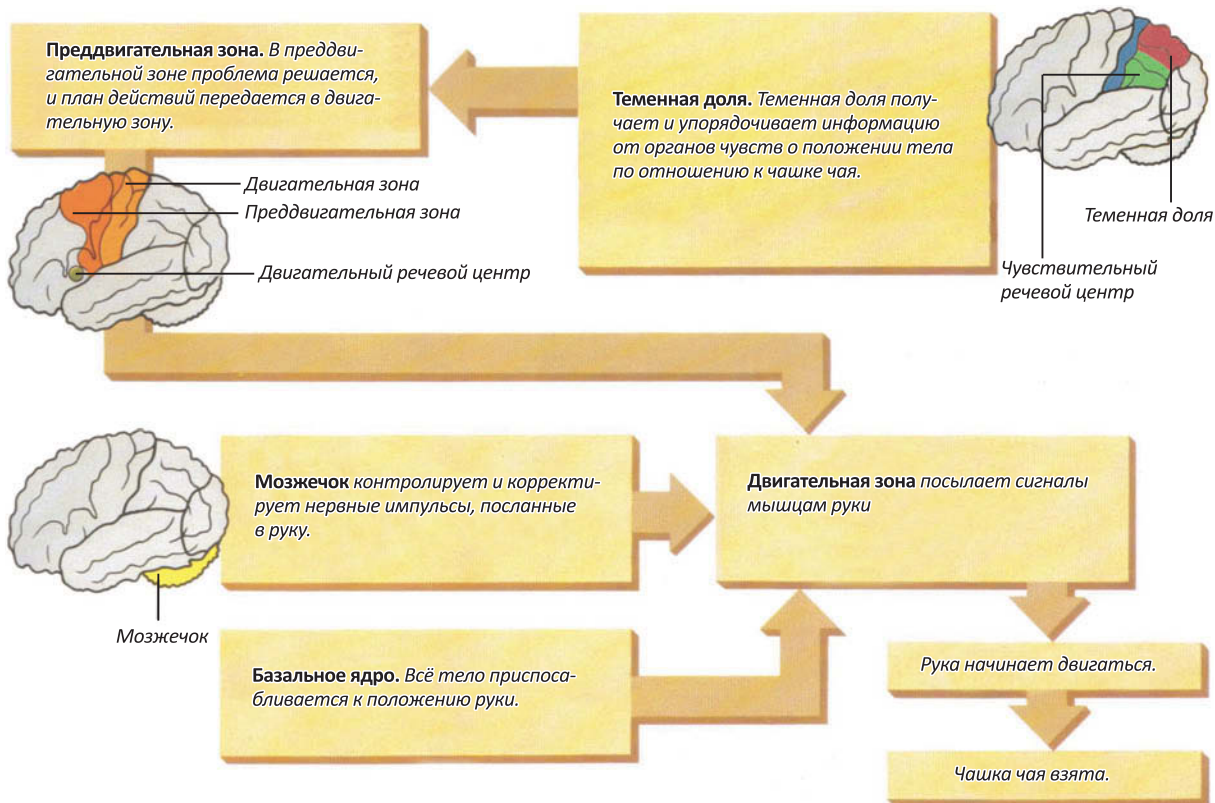 Преддвигательная зона. В преддви-
гательной зоне проблема решается,
и план действий передается в двига-
тельную зону.
Теменная доля. Теменная доля полу-
чает и упорядочивает информацию
от органов чувств о положении тела
по отношению к чашке чая.
Двигательная зона
Преддвигательная зона
Двигательный речевой центр
Теменная доля
Чувствительный
речевой центр
Мозжечок контролирует и корректи-
рует нервные импульсы, посланные
в руку.
Двигательная зона посылает сигналы
мышцам руки
Мозжечок
Базальное ядро. Всё тело приспоса-
бливается к положению руки.
Рука начинает двигаться.
Чашка чая взята.